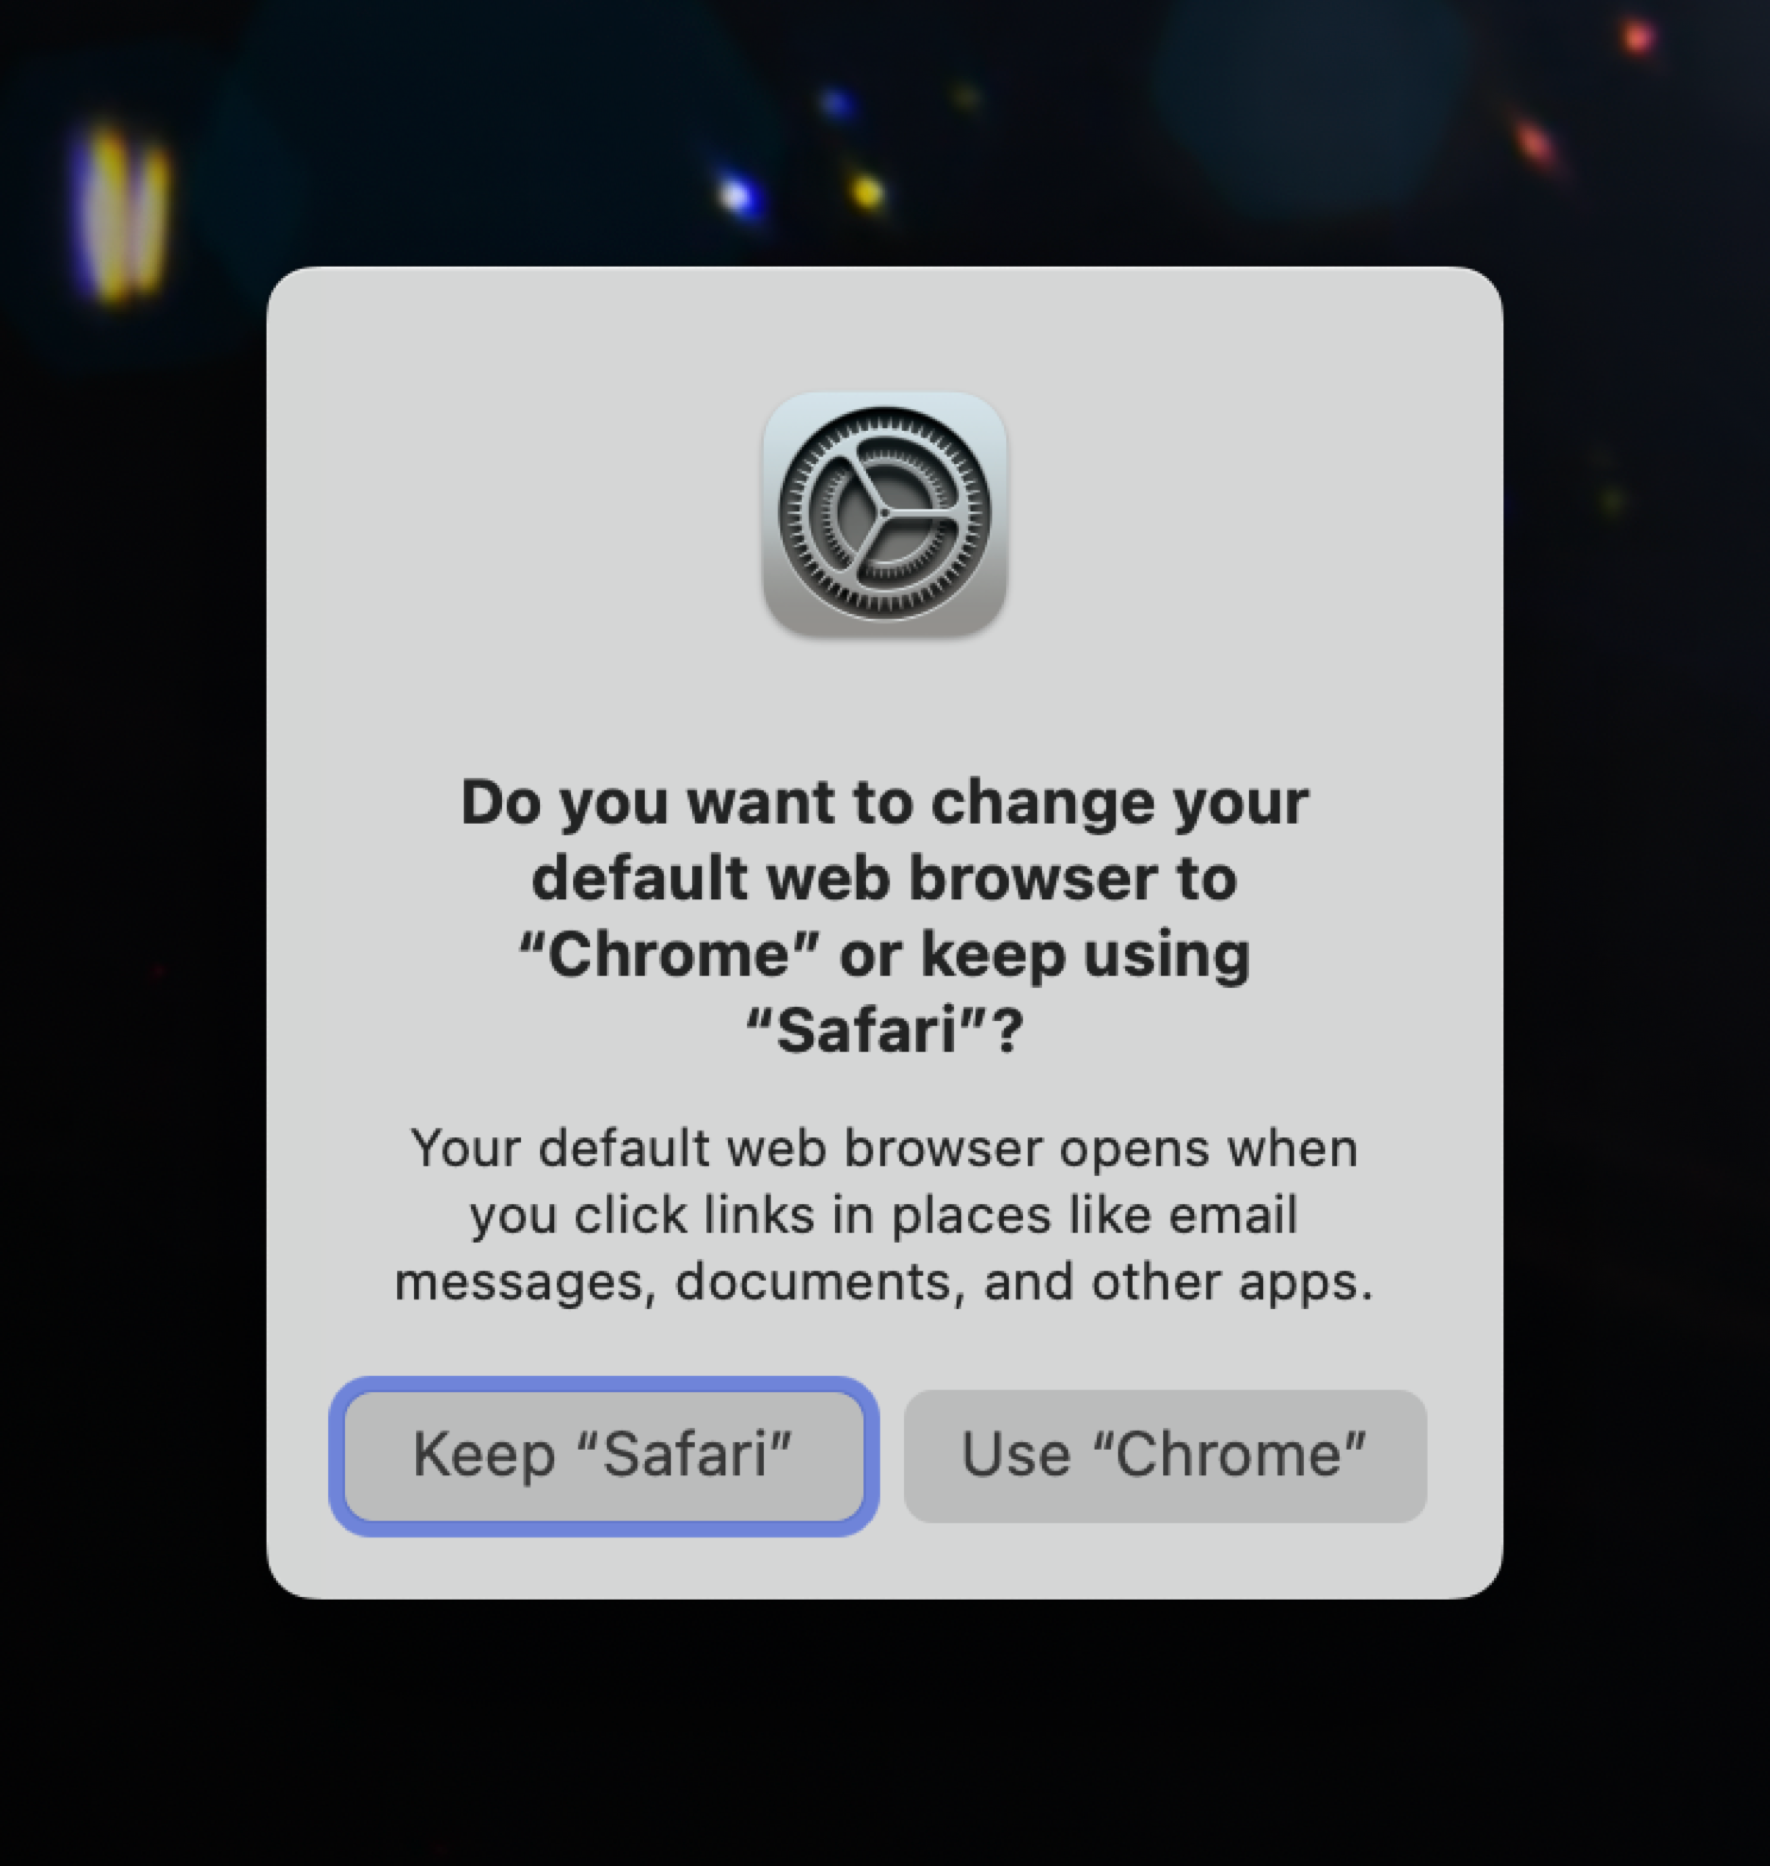 Do you want to change your
default web browser to
“Chrome” or keep using
“Safari”?
Your default web browser opens when
you click links in places like email
messages, documents, and other apps.
Keep “Safari”
Use “Chrome”